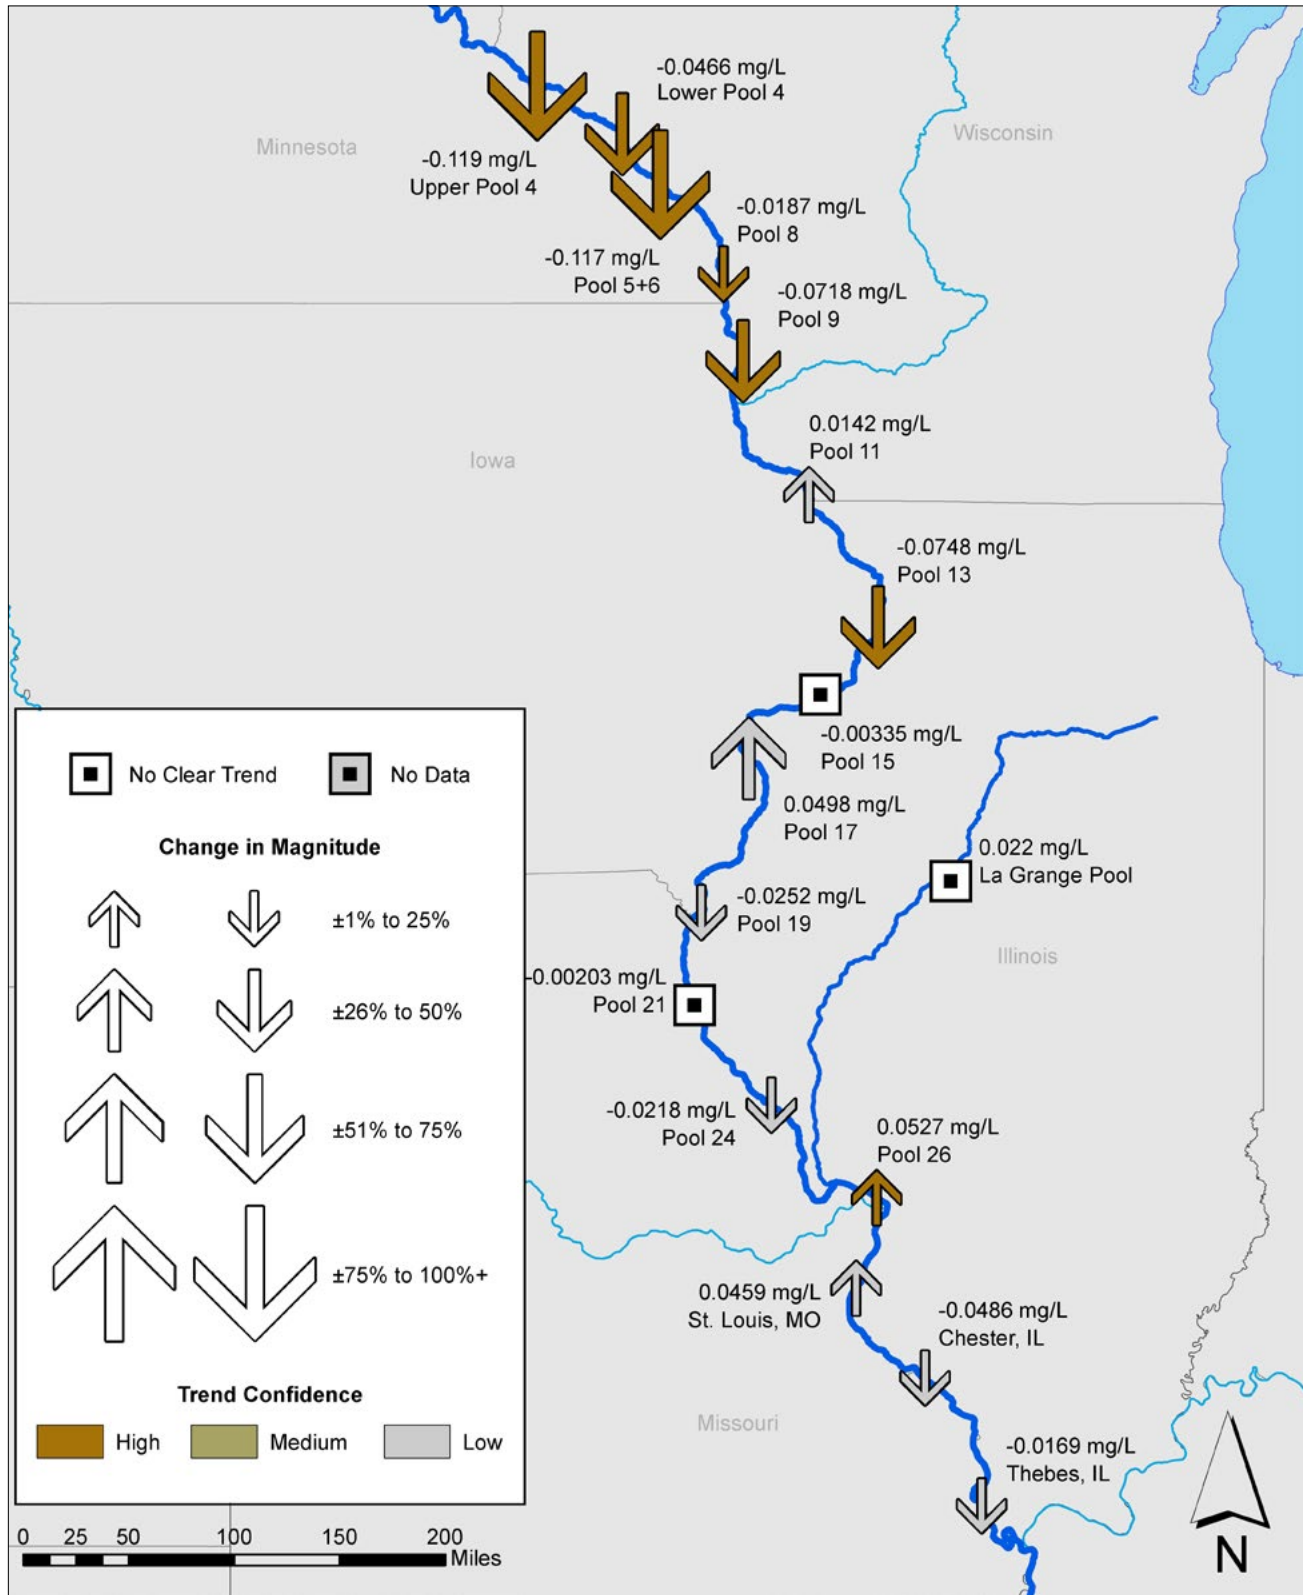 -0.0466 mg/L
Lower Pool 4
Minnesota
Wisconsin
-0.119 mg/L
Upper Pool 4
-0.0187 mg/L
Pool 8
-0.117 mg/L
Pool 5+6
-0.0718 mg/L
Pool 9
0.0142 mg/L
Pool 11
Iowa
-0.0748 mg/L
Pool 13
-0.00335 mg/L
Pool 15
0.0498 mg/L
Pool 17
0.022 mg/L
La Grange Pool
-0.0252 mg/L
Pool 19
Illinois
-0.00203 mg/L
Pool 21
-0.0218 mg/L
Pool 24
0.0527 mg/L
Pool 26
0.0459 mg/L
St. Louis, MO
-0.0486 mg/L
Chester, IL
Missouri
-0.0169 mg/L
Thebes, IL
No Clear Trend
No Data
Change in Magnitude
±1% to 25%
±26% to 50%
±51% to 75%
±75% to 100%+
Trend Confidence
High
Medium
Low
0 25 50 100 150 200
Miles
N